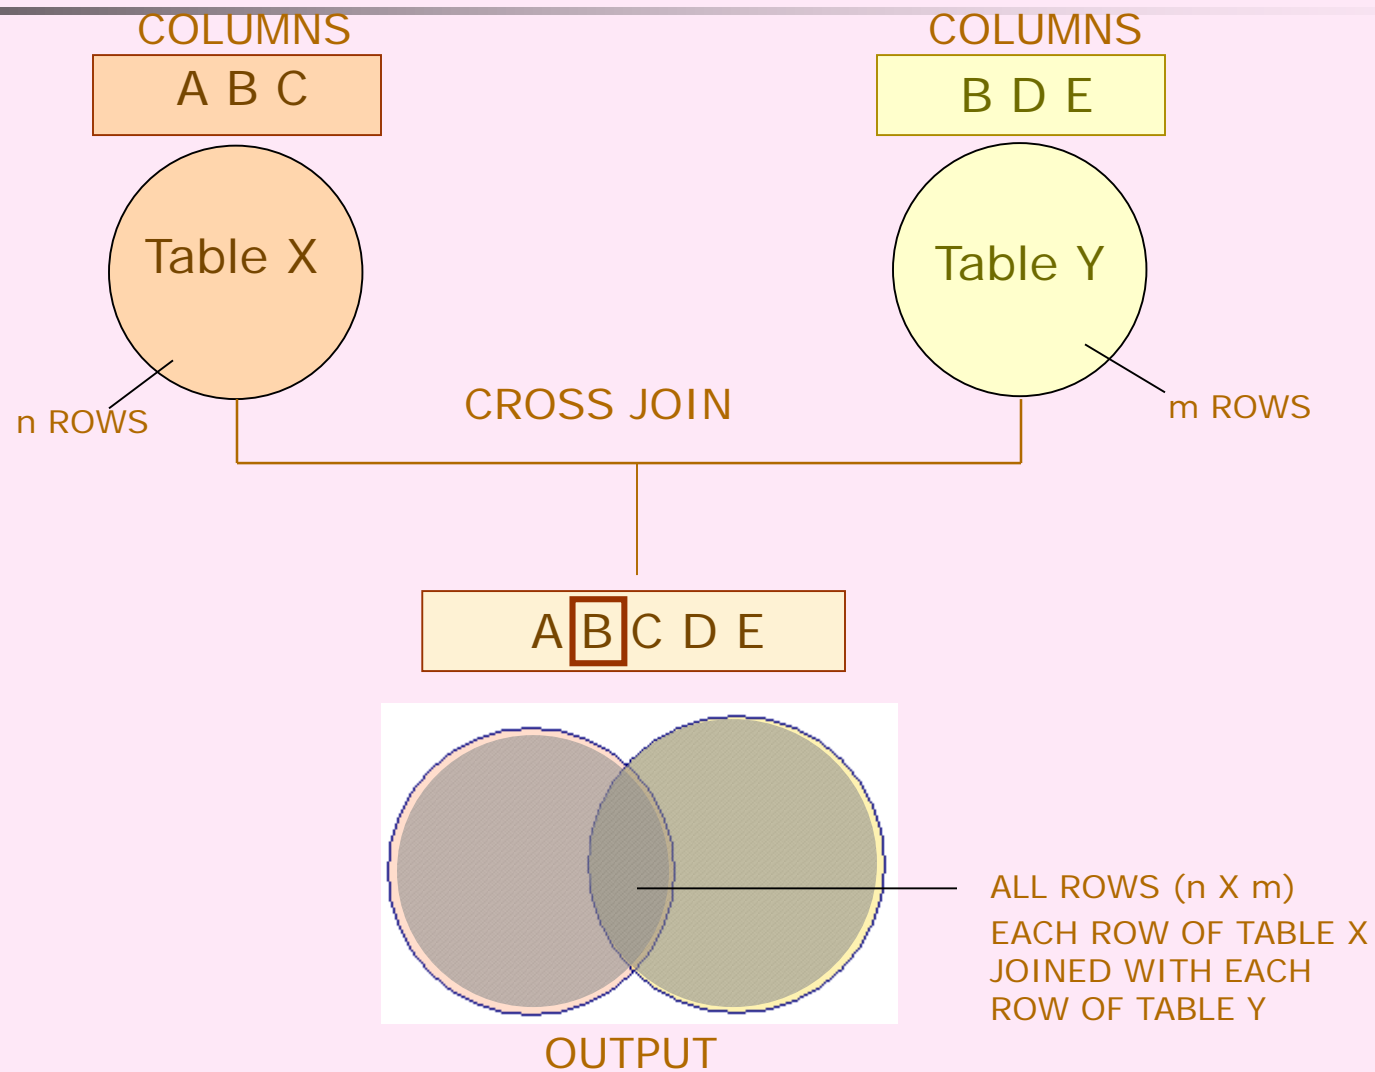 COLUMNS
A B C
Table X
n ROWS
COLUMNS
B D E
Table Y
m ROWS
CROSS JOIN
A B C D E
ALL ROWS (n X m)
EACH ROW OF TABLE X
JOINED WITH EACH
ROW OF TABLE Y
OUTPUT